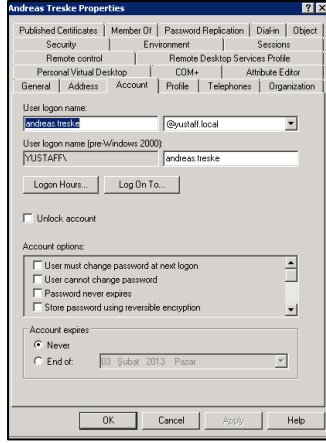 Andreas Treske Properties
Published Certificates Member Of Password Replication Dial-in Object
Security Environment Sessions
Remote control Remote Desktop Services Profile
Personal Virtual Desktop COM+ Attribute Editor
General Address Account Profile Telephones Organization
User logon name:
andreas.treske @yustaff.local
User logon name (pre-Windows 2000):
YUSTAFF\ andreas.treske
Logon Hours... Log On To...
Unlock account
Account options:
User must change password at next logon
User cannot change password
Password never expires
Store password using reversible encryption
Account expires
Never
End of: 03 Şubat 2013 Pazar
OK Cancel Apply Help